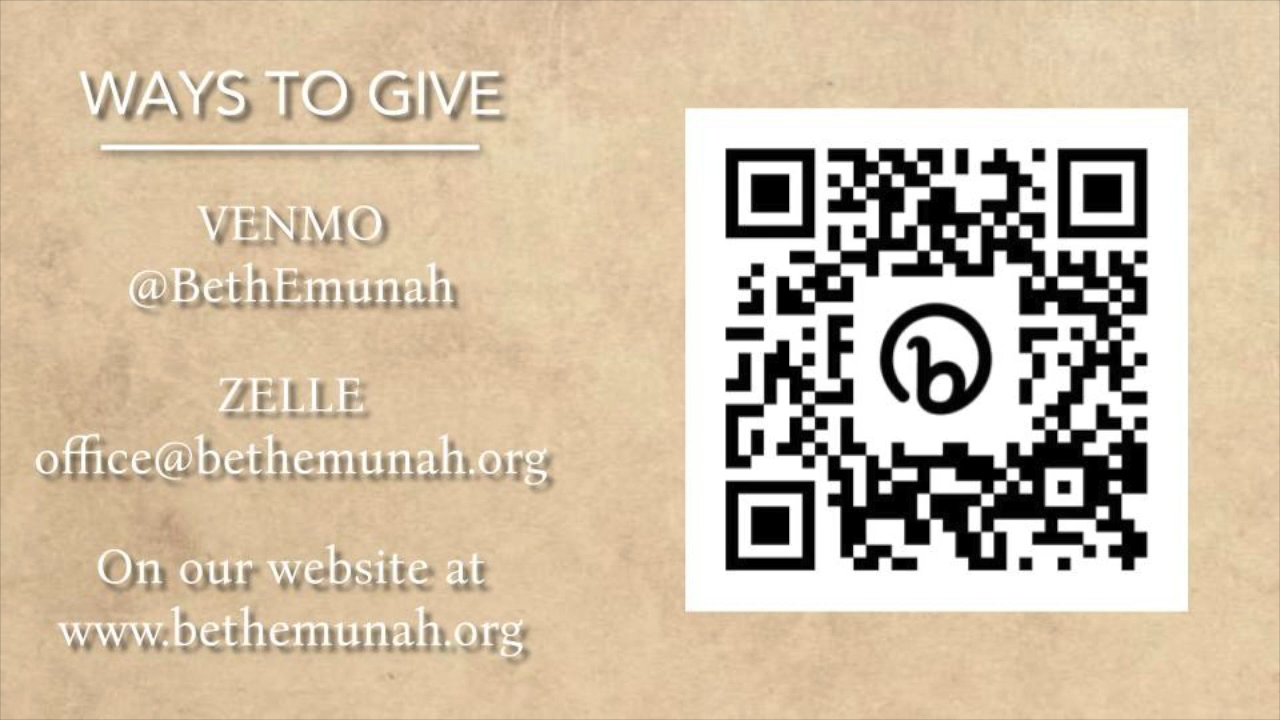 WAYS TO GIVE
VENMO
@BethEmunah
ZELLE
office@bethemunah.org
On our website at
www.bethemunah.org
b